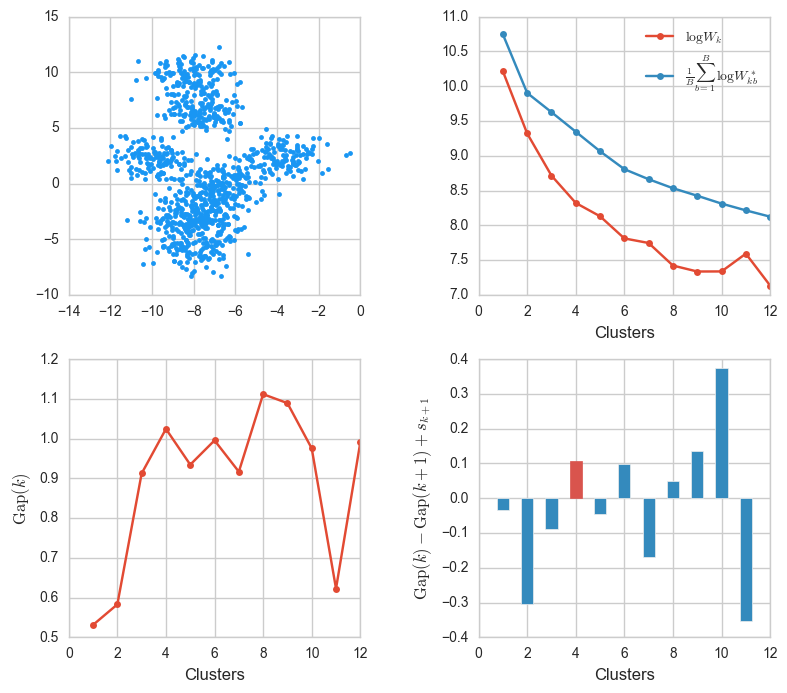 15
10
5
0
−5
−10
−14 −12 −10 −8 −6 −4 −2 0
11.0
10.5
10.0
9.5
9.0
8.5
8.0
7.5
7.0
logW_k
1/B ∑_{b=1}^{B} logW*_{kb}
0 2 4 6 8 10 12
Clusters
1.2
1.1
1.0
0.9
0.8
0.7
0.6
0.5
Gap(k)
0 2 4 6 8 10 12
Clusters
0.4
0.3
0.2
0.1
0.0
−0.1
−0.2
−0.3
−0.4
Gap(k) − Gap(k+1) + s_{k+1}
0 2 4 6 8 10 12
Clusters